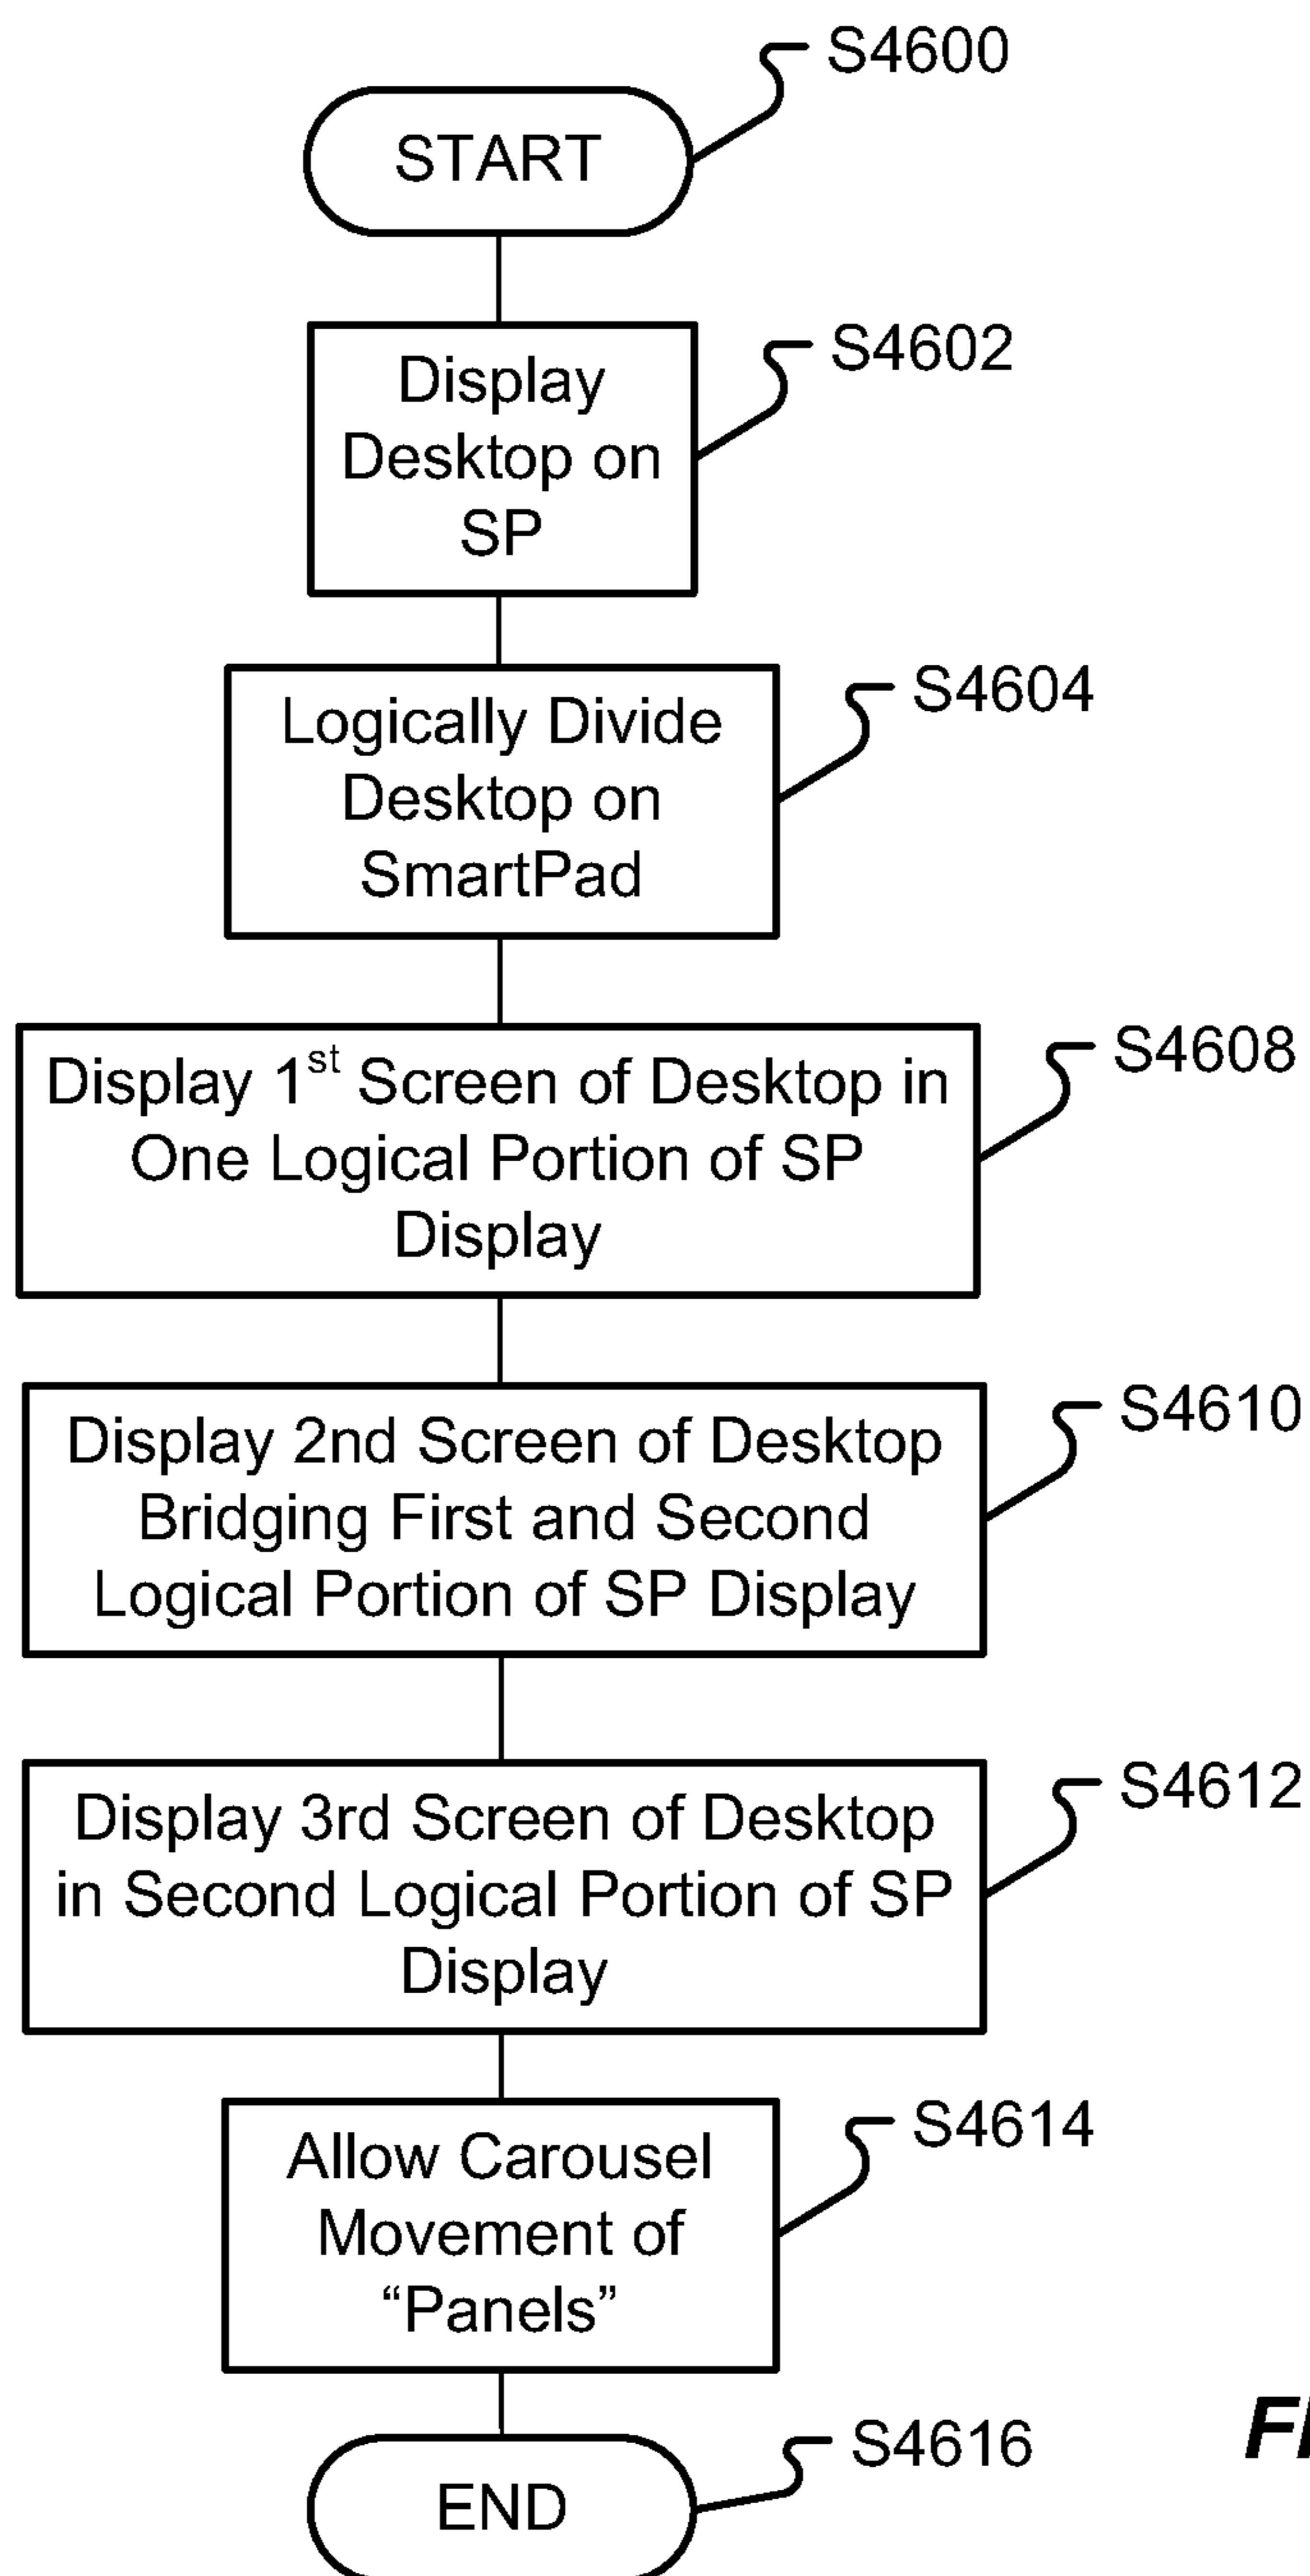 S4600
START
S4602
Display
Desktop on
SP
S4604
Logically Divide
Desktop on
SmartPad
S4608
Display 1st Screen of Desktop in
One Logical Portion of SP
Display
S4610
Display 2nd Screen of Desktop
Bridging First and Second
Logical Portion of SP Display
S4612
Display 3rd Screen of Desktop
in Second Logical Portion of SP
Display
S4614
Allow Carousel
Movement of
“Panels”
S4616
END